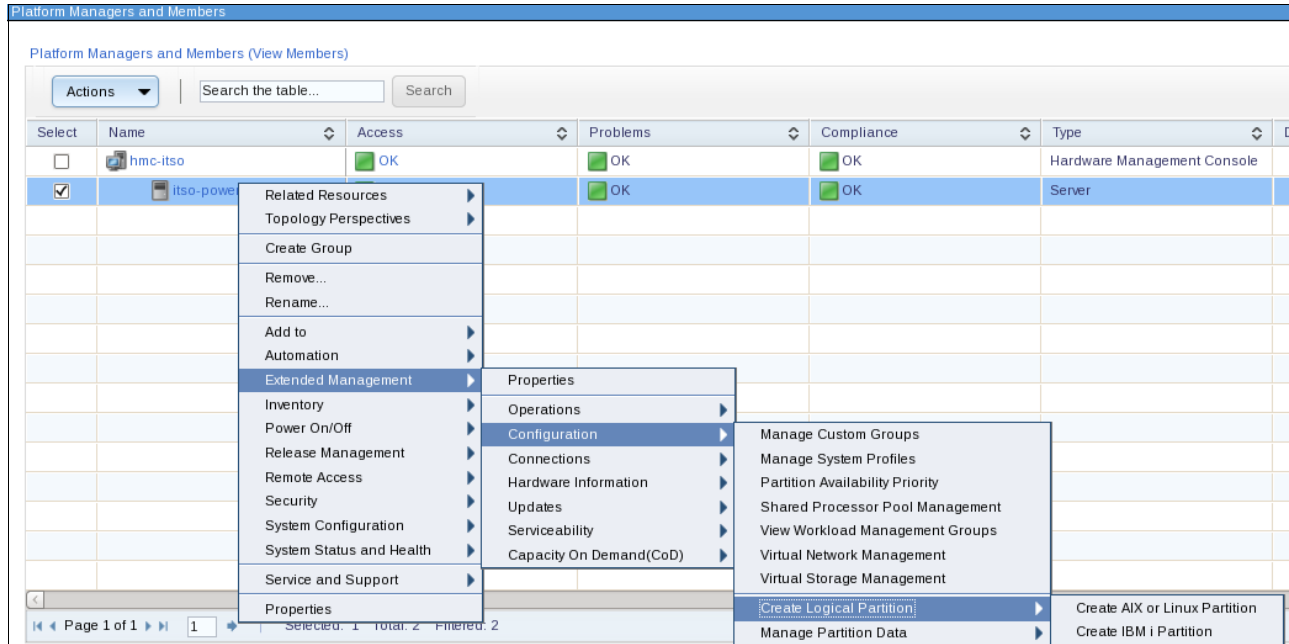 Platform Managers and Members
Platform Managers and Members (View Members)
Actions
Search the table...
Search
Select Name Access Problems Compliance Type
hmc-itso OK OK OK Hardware Management Console
itso-power OK OK Server
Related Resources
Topology Perspectives
Create Group
Remove...
Rename...
Add to
Automation
Extended Management
Inventory
Power On/Off
Release Management
Remote Access
Security
System Configuration
System Status and Health
Service and Support
Properties
Properties
Operations
Configuration
Connections
Hardware Information
Updates
Serviceability
Capacity On Demand(CoD)
Manage Custom Groups
Manage System Profiles
Partition Availability Priority
Shared Processor Pool Management
View Workload Management Groups
Virtual Network Management
Virtual Storage Management
Create Logical Partition
Manage Partition Data
Create AIX or Linux Partition
Create IBM i Partition
Page 1 of 1 1 Selected: 1 Total: 2 Filtered: 2